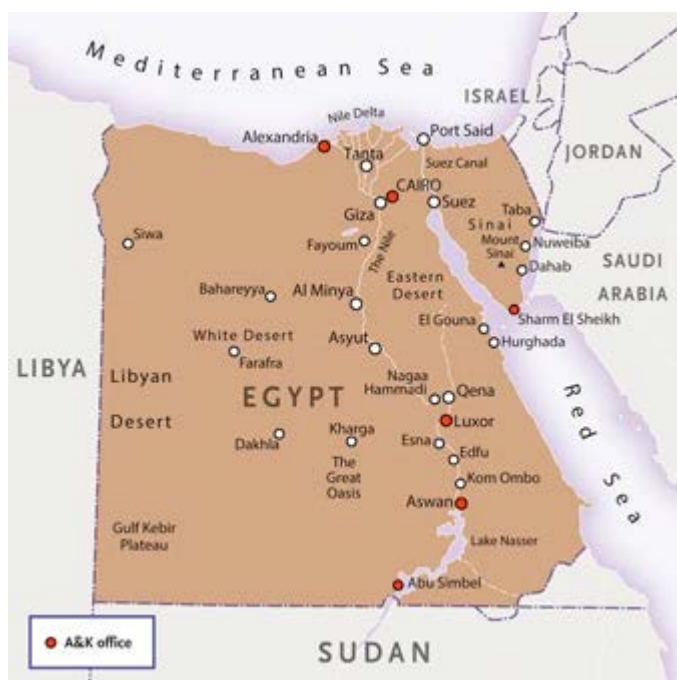 Mediterranean Sea
ISRAEL
Nile Delta
Alexandria
Port Said
Tanta
Suez Canal
JORDAN
CAIRO
Giza
Suez
Taba
Sinai
Siwa
Fayoum
The Nile
Mount
Sinai
Nuweiba
Dahab
SAUDI
ARABIA
Eastern
Desert
Bahareyya
Al Minya
Sharm El Sheikh
El Gouna
White Desert
Asyut
Hurghada
Farafra
LIBYA
Libyan
Desert
Nagaa
Hammadi
Qena
EGYPT
Red Sea
Luxor
Kharga
Dakhla
Esna
Edfu
The
Great
Oasis
Kom Ombo
Aswan
Gulf Kebir
Plateau
Lake Nasser
Abu Simbel
A&K office
SUDAN